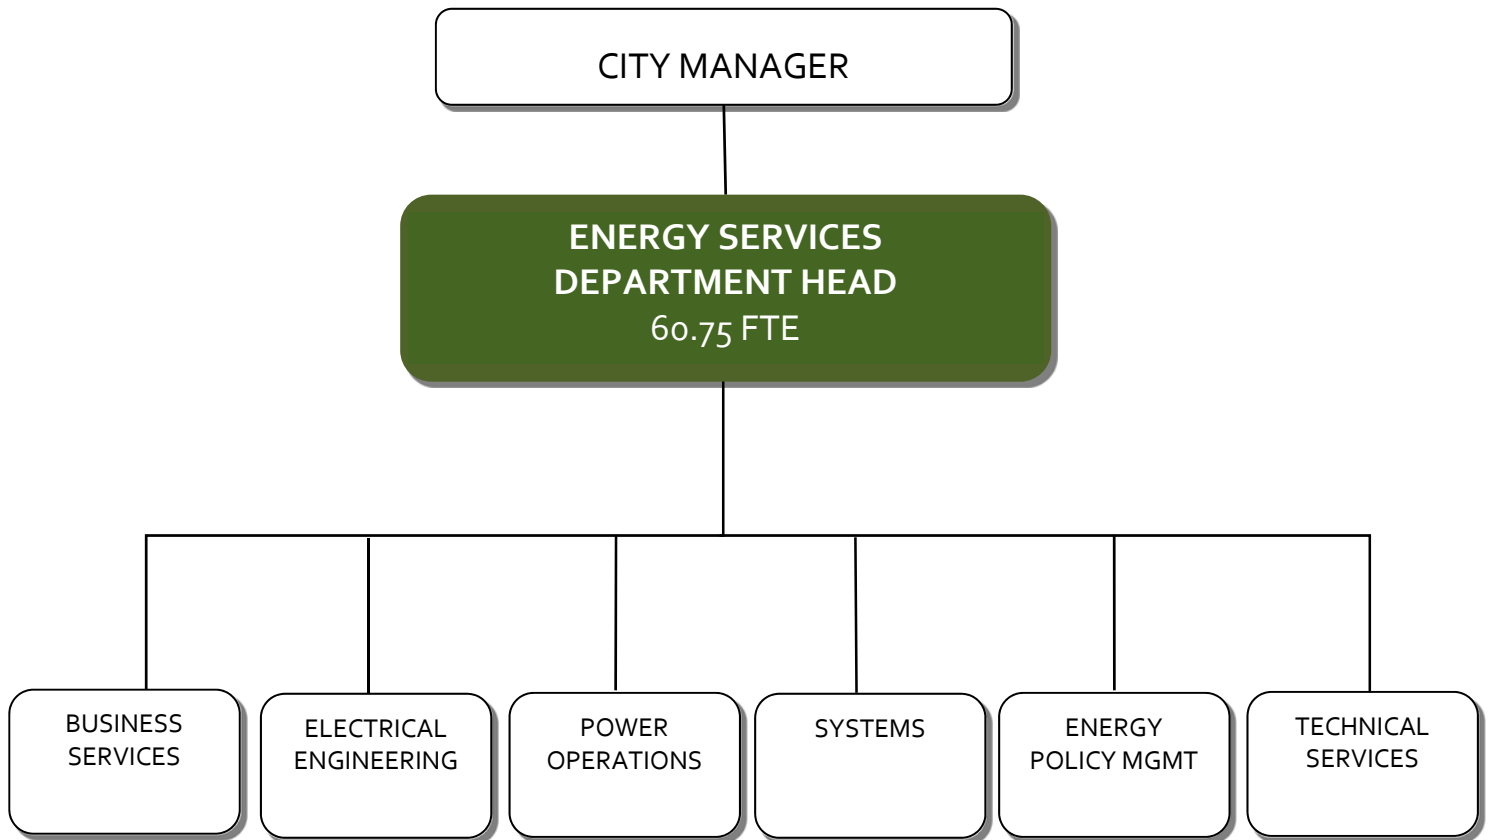 CITY MANAGER
ENERGY SERVICES
DEPARTMENT HEAD
60.75 FTE
BUSINESS
SERVICES
ELECTRICAL
ENGINEERING
POWER
OPERATIONS
SYSTEMS
ENERGY
POLICY MGMT
TECHNICAL
SERVICES